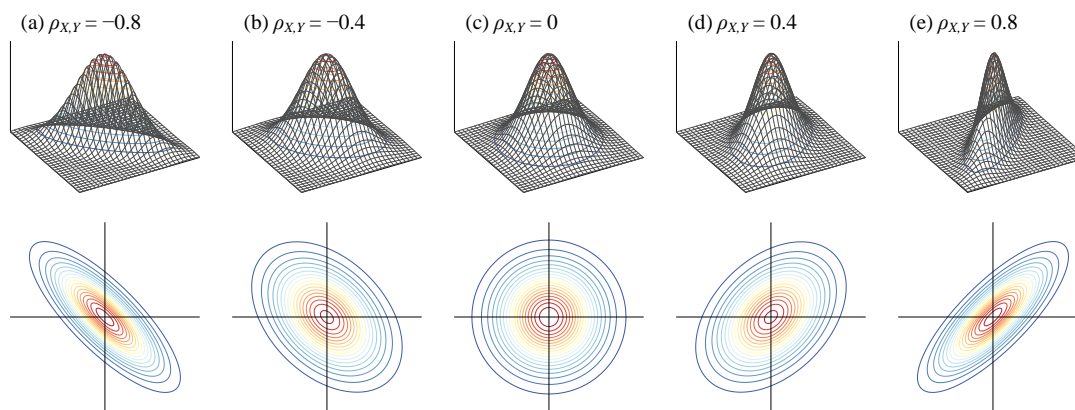 (a) ρX,Y = −0.8
(b) ρX,Y = −0.4
(c) ρX,Y = 0
(d) ρX,Y = 0.4
(e) ρX,Y = 0.8